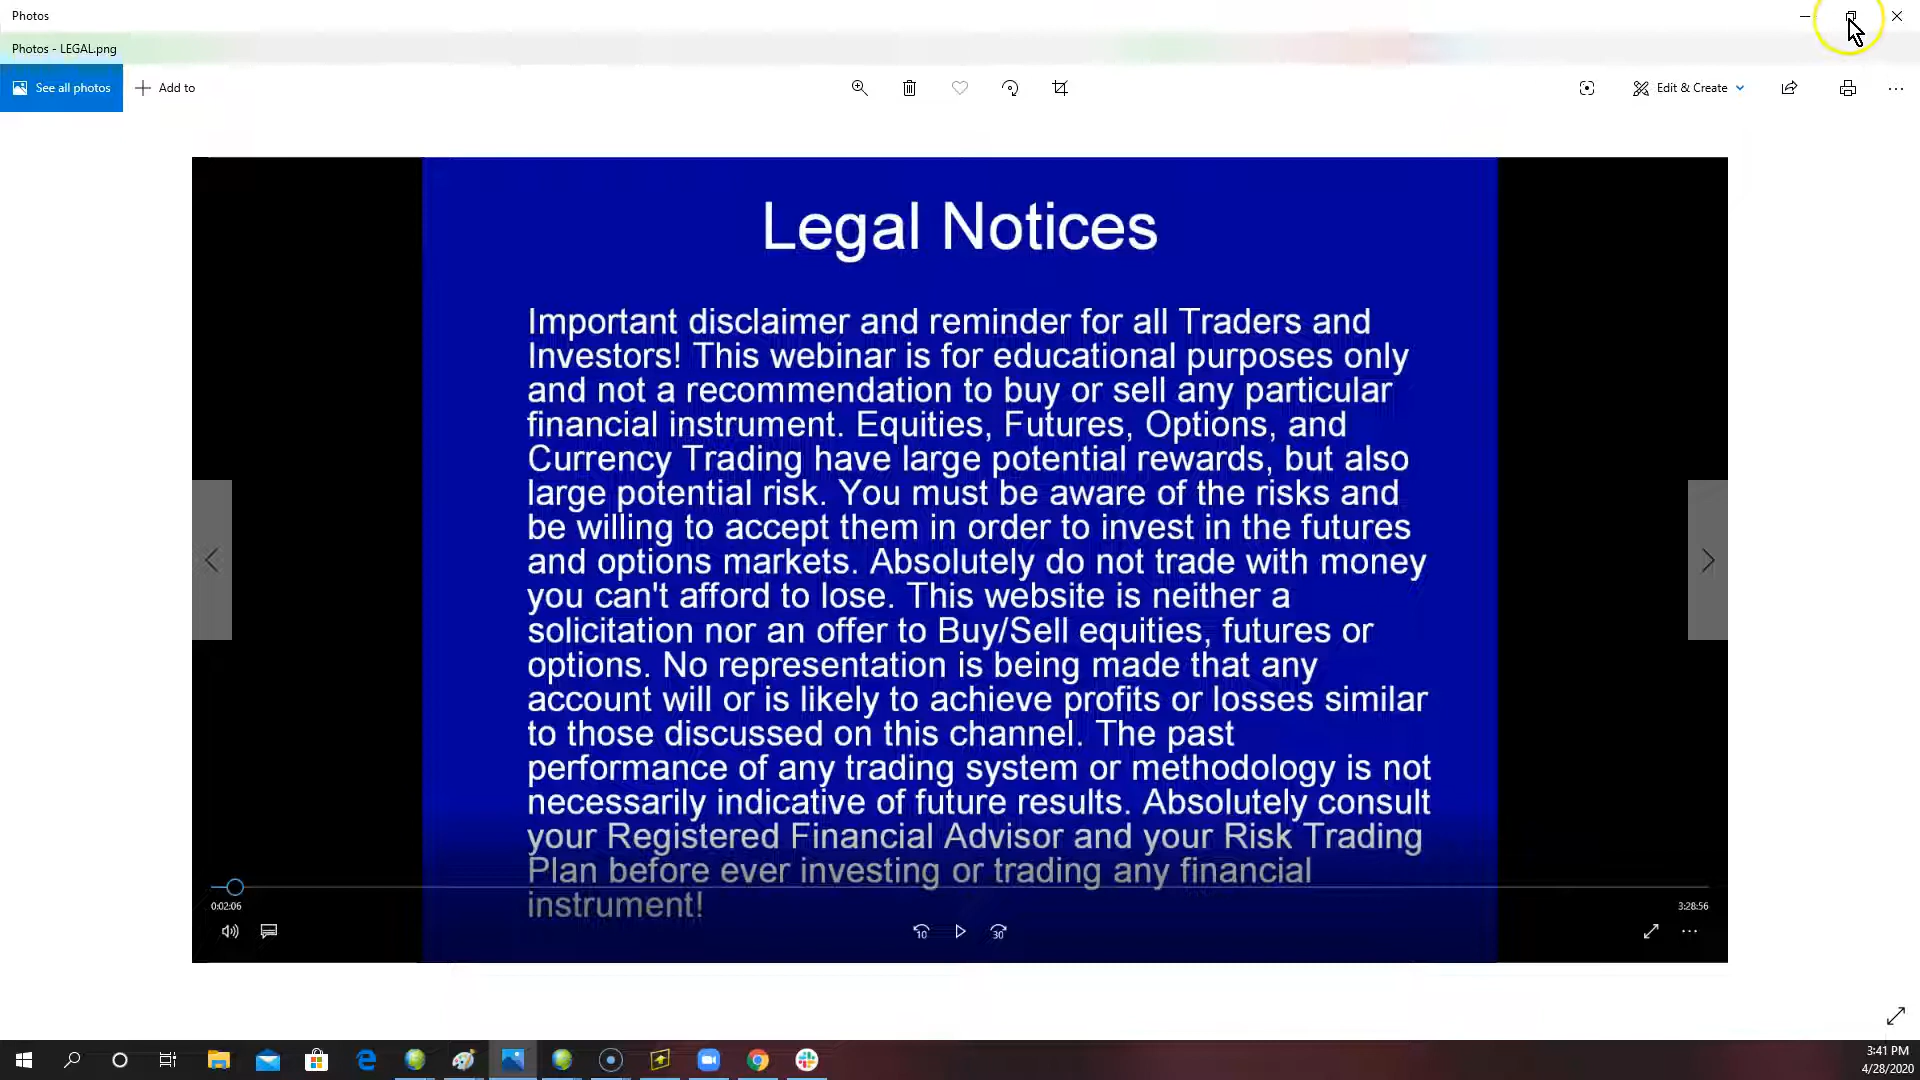 Photos
Photos - LEGAL.png
See all photos
Add to
Edit & Create
Legal Notices
Important disclaimer and reminder for all Traders and
Investors! This webinar is for educational purposes only
and not a recommendation to buy or sell any particular
financial instrument. Equities, Futures, Options, and
Currency Trading have large potential rewards, but also
large potential risk. You must be aware of the risks and
be willing to accept them in order to invest in the futures
and options markets. Absolutely do not trade with money
you can't afford to lose. This website is neither a
solicitation nor an offer to Buy/Sell equities, futures or
options. No representation is being made that any
account will or is likely to achieve profits or losses similar
to those discussed on this channel. The past
performance of any trading system or methodology is not
necessarily indicative of future results. Absolutely consult
your Registered Financial Advisor and your Risk Trading
Plan before ever investing or trading any financial
instrument!
0:02:06
3:28:56
10
30
3:41 PM
4/28/2020